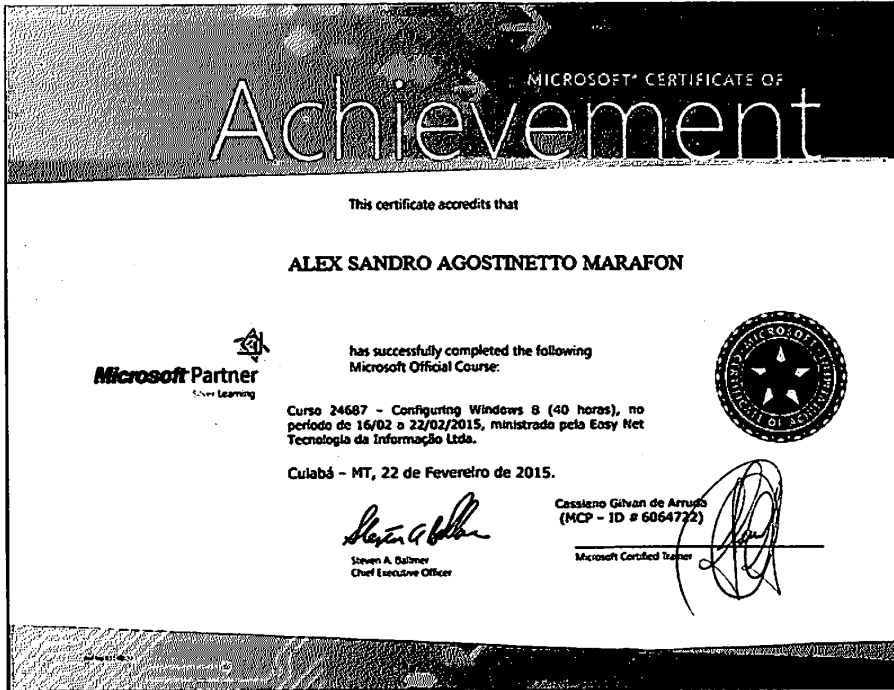 MICROSOFT* CERTIFICATE OF
Achievement
This certificate accredits that
ALEX SANDRO AGOSTINETTO MARAFON
Microsoft Partner
Silver Learning
has successfully completed the following
Microsoft Official Course:
Curso 24687 – Configuring Windows 8 (40 horas), no
período de 16/02 a 22/02/2015, ministrado pela Easy Net
Tecnologia da Informação Ltda.
Cuiabá – MT, 22 de Fevereiro de 2015.
Steven A. Ballmer
Chief Executive Officer
Cassiano Gilvan de Arruda
(MCP – ID # 6064722)
Microsoft Certified Trainer